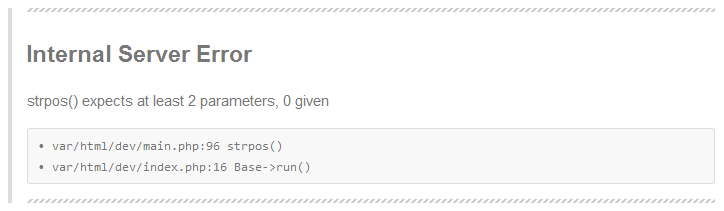 Internal Server Error
strpos() expects at least 2 parameters, 0 given
• var/html/dev/main.php:96 strpos()
• var/html/dev/index.php:16 Base->run()